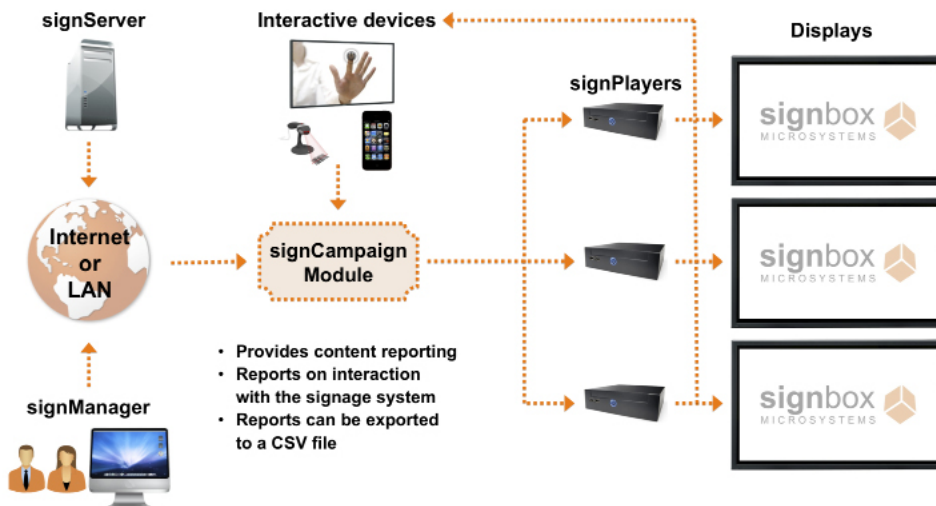 signServer
Interactive devices
Displays
signPlayers
signbox
MICROSYSTEMS
Internet
or
LAN
signCampaign
Module
signbox
MICROSYSTEMS
• Provides content reporting
• Reports on interaction
with the signage system
• Reports can be exported
to a CSV file
signManager
signbox
MICROSYSTEMS